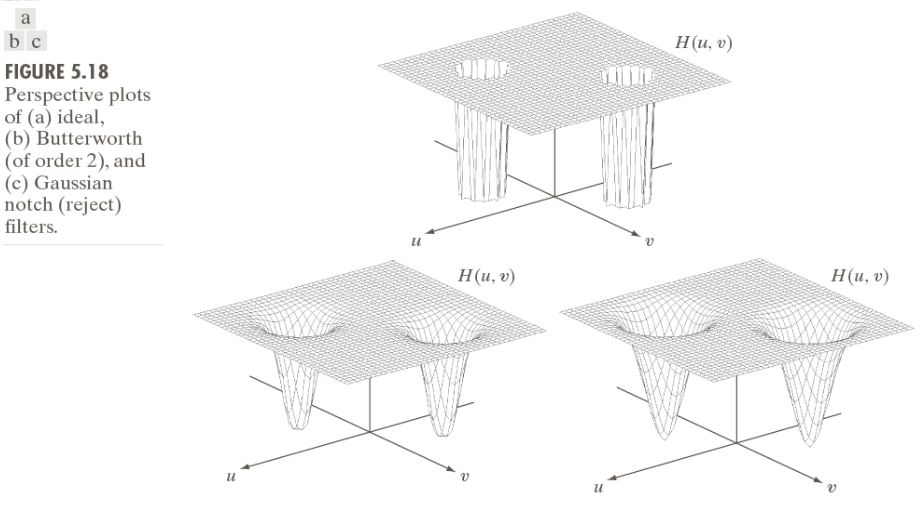 a
b c
FIGURE 5.18
Perspective plots
of (a) ideal,
(b) Butterworth
(of order 2), and
(c) Gaussian
notch (reject)
filters.
H(u, v)
u
v
H(u, v)
u
v
H(u, v)
u
v